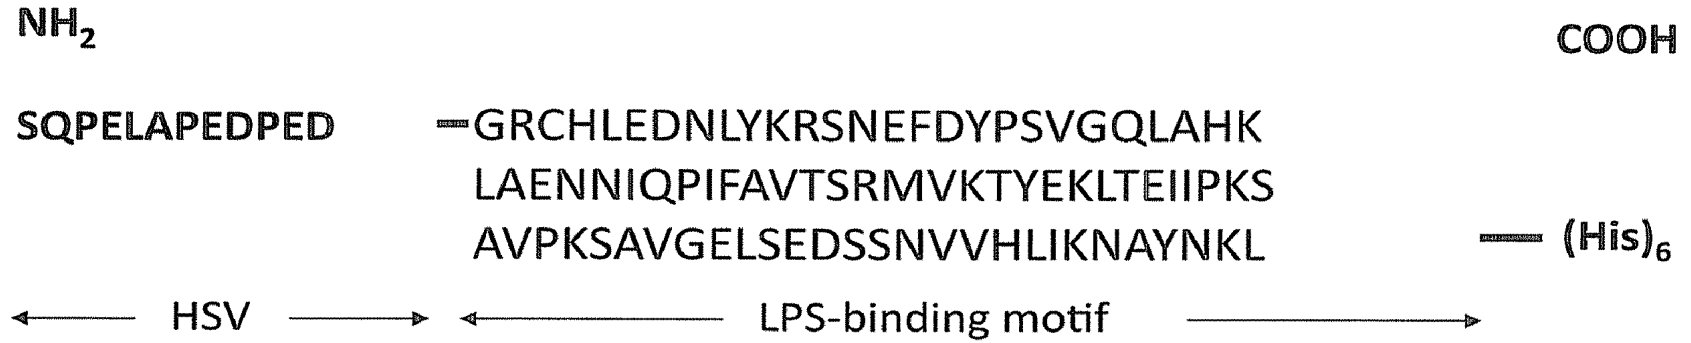 NH₂ COOH
SQPELAPEDPED —GRCHLEDNLYKRSNEFDYPSVGQLAHK
LAENNIQPIFAVTSRMVKTYEKLTEIIPKS
AVPKSAVGELSEDSSNVVHLIKNAYNKL — (His)₆
HSV LPS-binding motif